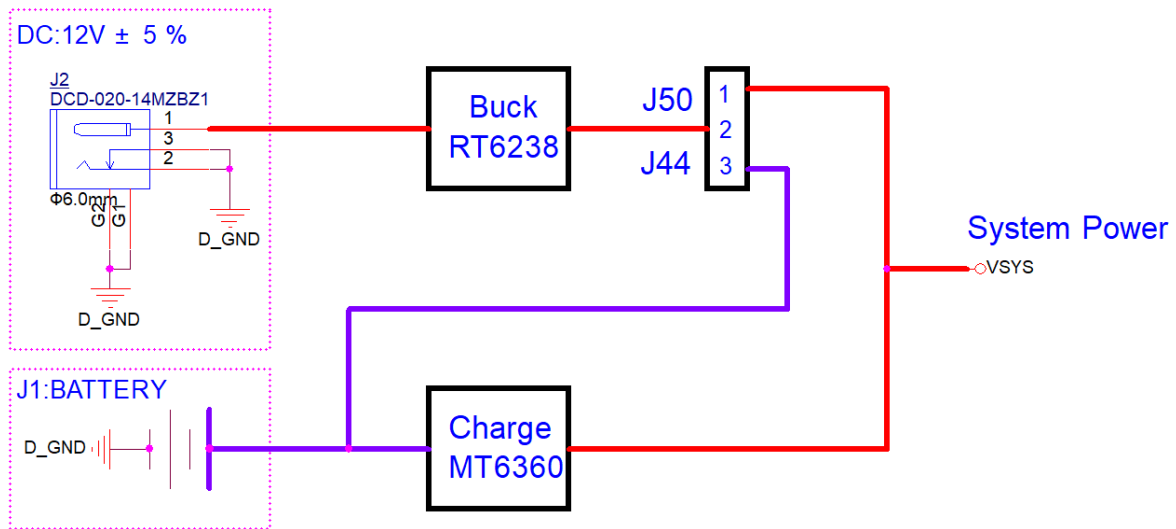 DC:12V ± 5 %
J2
DCD-020-14MZBZ1
1
3
2
Φ6.0mm
G2
G1
D_GND
D_GND
Buck
RT6238
J50
J44
1
2
3
System Power
VSYS
J1:BATTERY
D_GND
Charge
MT6360